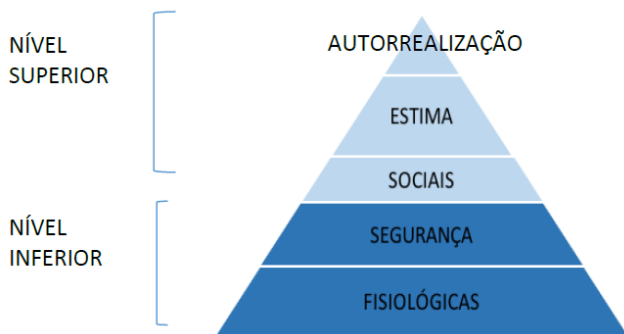 NÍVEL
SUPERIOR
AUTORREALIZAÇÃO
ESTIMA
SOCIAIS
NÍVEL
INFERIOR
SEGURANÇA
FISIOLÓGICAS